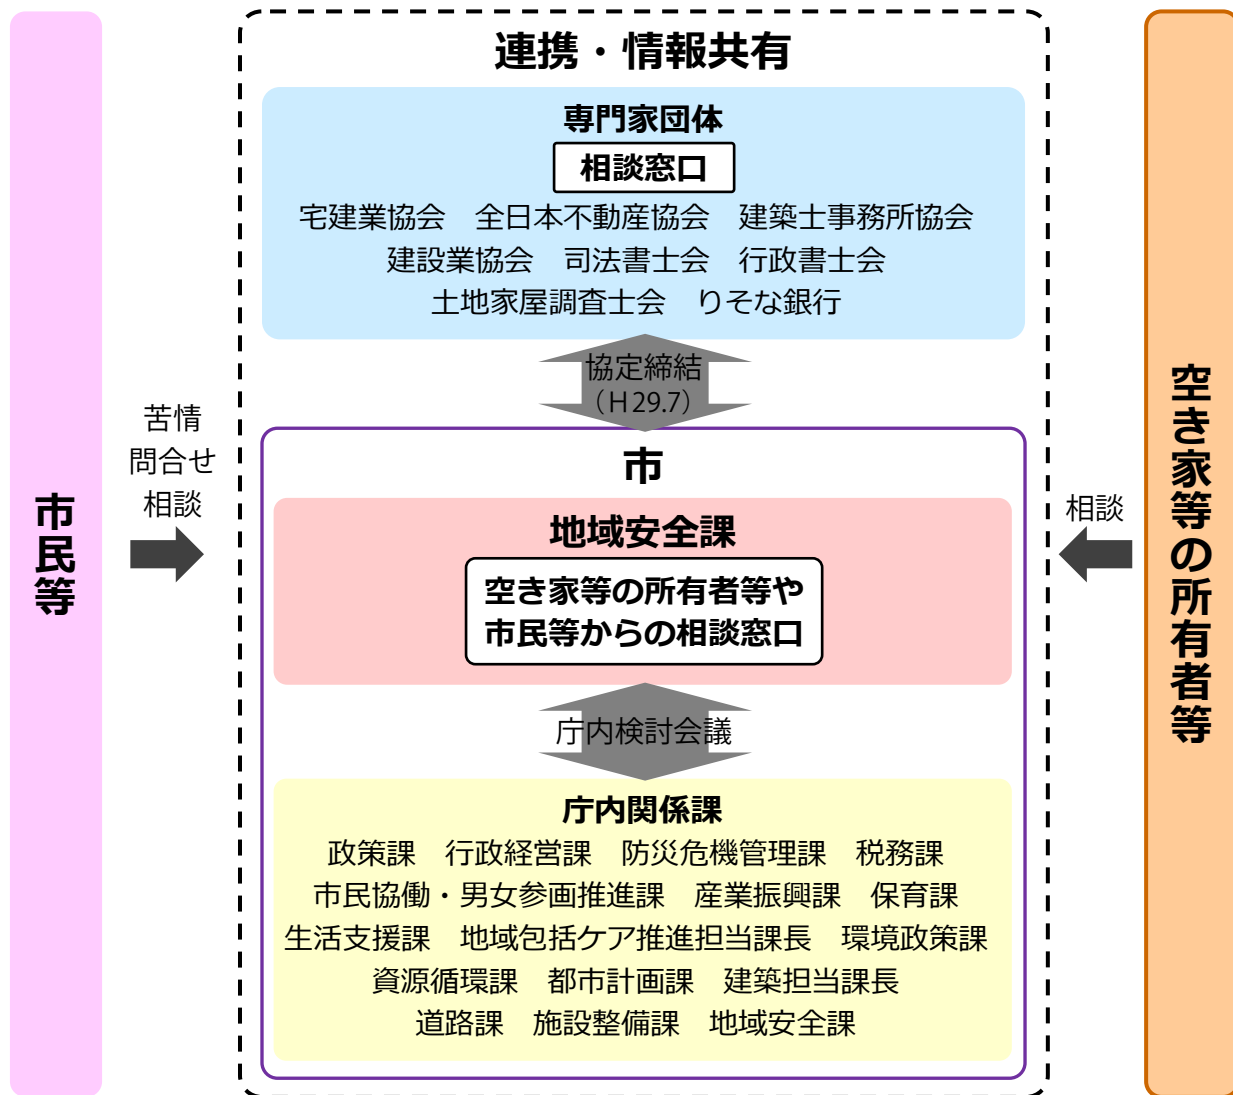 連携・情報共有
専門家団体
相談窓口
宅建業協会　全日本不動産協会　建築士事務所協会
建設業協会　司法書士会　行政書士会
土地家屋調査士会　りそな銀行
協定締結
（Ｈ29.7）
市民等
苦情
問合せ
相談
市
地域安全課
空き家等の所有者等や
市民等からの相談窓口
庁内検討会議
庁内関係課
政策課　行政経営課　防災危機管理課　税務課
市民協働・男女参画推進課　産業振興課　保育課
生活支援課　地域包括ケア推進担当課長　環境政策課
資源循環課　都市計画課　建築担当課長
道路課　施設整備課　地域安全課
相談
空き家等の所有者等